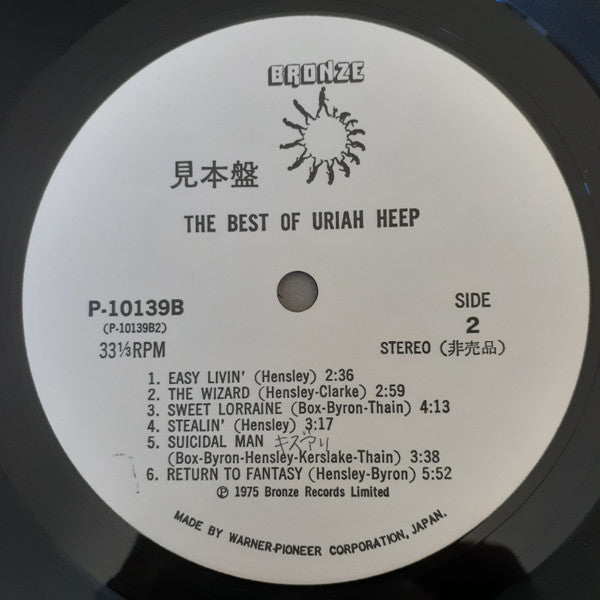 BRONZE
見本盤
THE BEST OF URIAH HEEP
P-10139B
(P-10139B2)
33⅓RPM
SIDE
2
STEREO (非売品)
1. EASY LIVIN' (Hensley) 2:36
2. THE WIZARD (Hensley-Clarke) 2:59
3. SWEET LORRAINE (Box-Byron-Thain) 4:13
4. STEALIN' (Hensley) 3:17
5. SUICIDAL MAN キズアリ
(Box-Byron-Hensley-Kerslake-Thain) 3:38
6. RETURN TO FANTASY (Hensley-Byron) 5:52
℗ 1975 Bronze Records Limited
MADE BY WARNER-PIONEER CORPORATION, JAPAN.